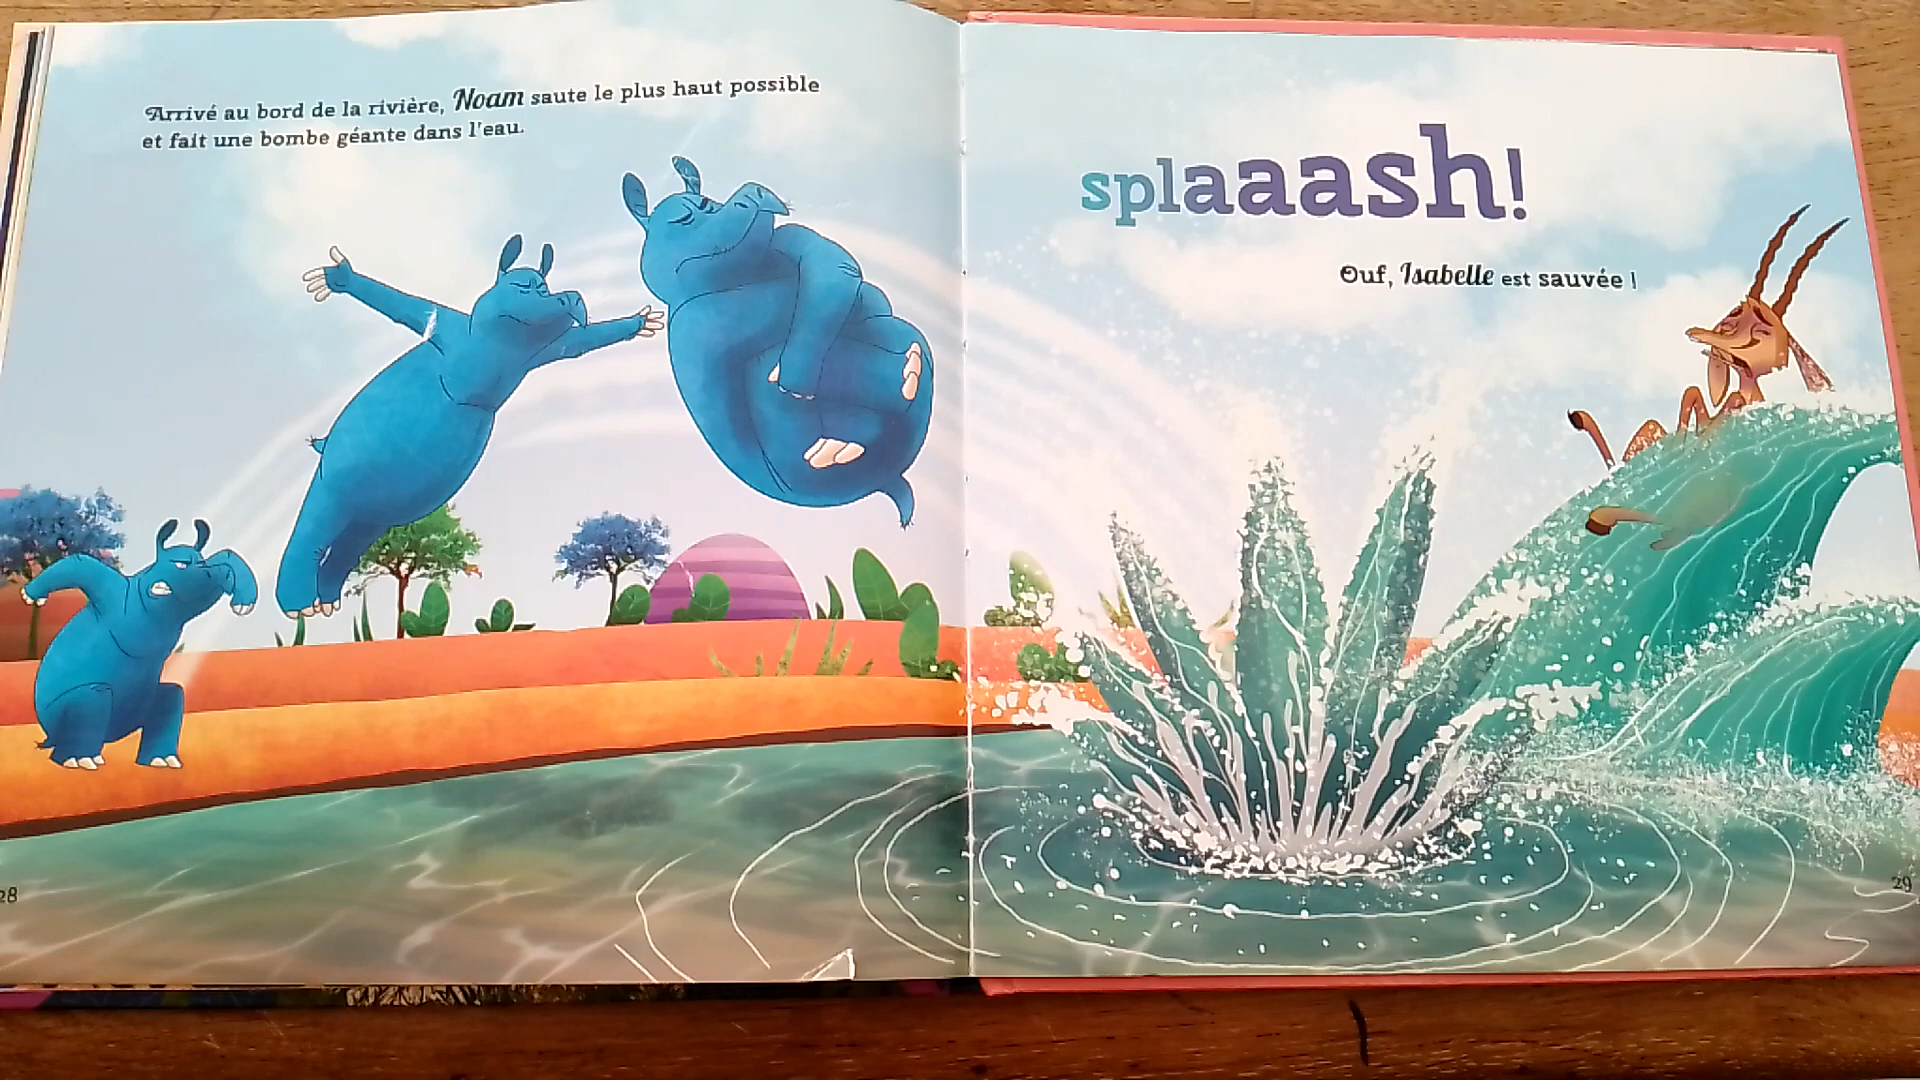 Arrivé au bord de la rivière, Noam saute le plus haut possible
et fait une bombe géante dans l'eau.
28
splaaash!
Ouf, Isabelle est sauvée !
29